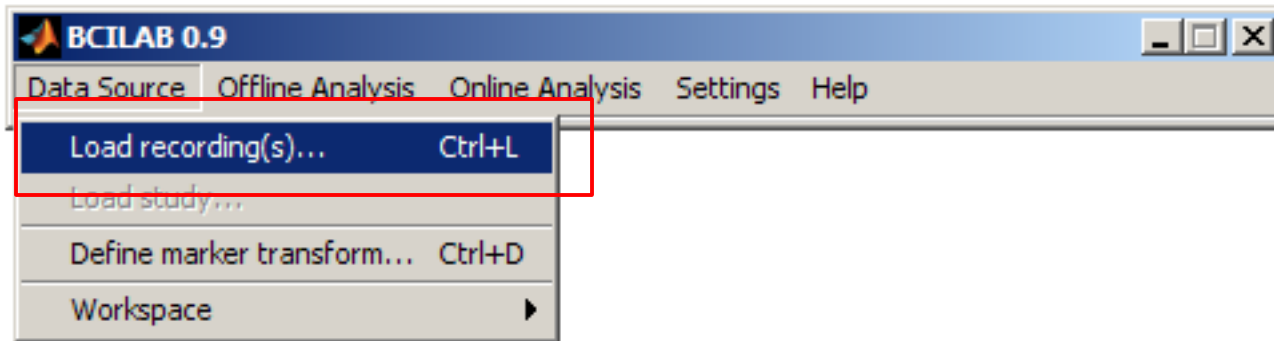 BCILAB 0.9
Data Source Offline Analysis Online Analysis Settings Help
Load recording(s)... Ctrl+L
Load study...
Define marker transform... Ctrl+D
Workspace